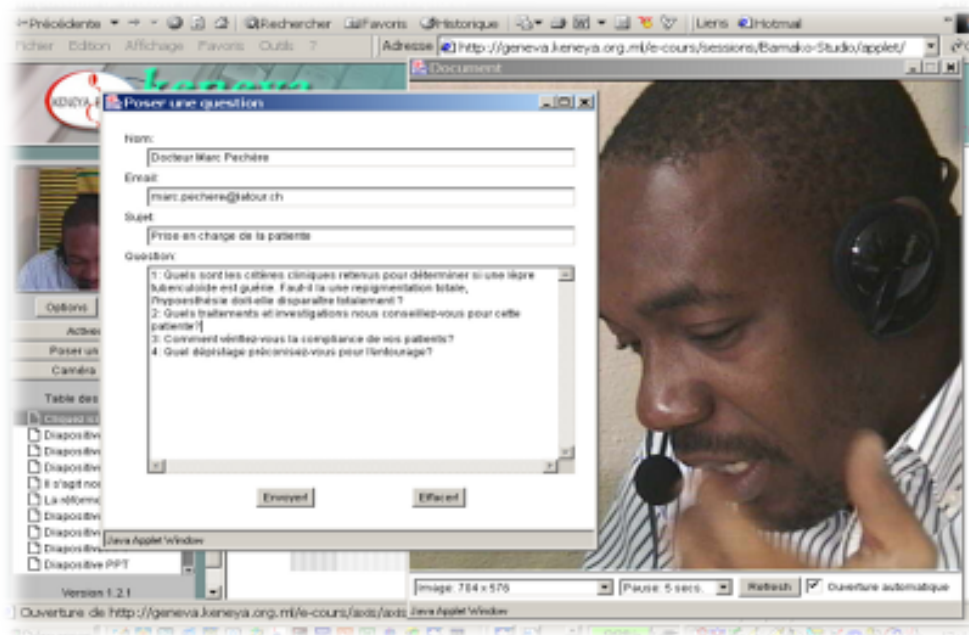 Précédente
Rechercher Favoris Historique
Liens Hotmail
Fichier Edition Affichage Favoris Outils ?
Adresse http://geneva.keneya.org.ml/e-cours/sessions/Bamako-Studio/applet/
keneya
Document
Poser une question
Nom:
Docteur Marc Pechère
Email:
marc.pechere@latour.ch
Sujet:
Prise en charge de la patiente
Question:
1: Quels sont les critères cliniques retenus pour déterminer si une lèpre
tuberculoïde est guérie. Faut-il la une repigmentation totale,
l'hypoesthésie doit-elle disparaître totalement ?
2: Quels traitements et investigations nous conseillez-vous pour cette
patiente?
3: Comment vérifiez-vous la compliance de vos patients?
4: Quel dépistage préconisez-vous pour l'entourage?
Envoyer!
Effacer!
Java Applet Window
Options
Poser un
Caméra
Table des
Diapositive
Diapositive
Diapositive
Il s'agit
La réforme
Diapositive
Diapositive
Diapositive PPT
Diapositive PPT
Version 1.2.1
Image: 704 x 576
Pause: 5 secs.
Refresh
Ouverture automatique
Ouverture de http://geneva.keneya.org.ml/e-cours/axis/axis
Java Applet Window